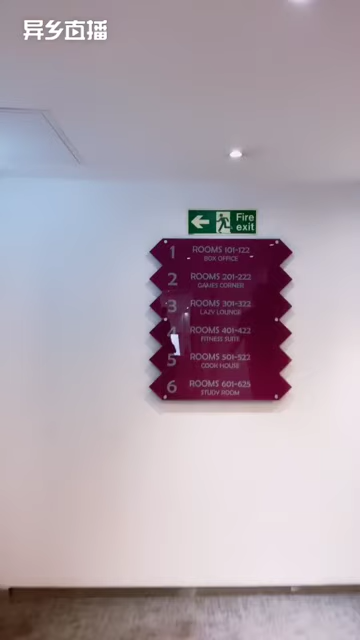 异乡直播
Fire
exit
1 ROOMS 101-122
BOX OFFICE
2 ROOMS 201-222
GAMES CORNER
3 ROOMS 301-322
LAZY LOUNGE
4 ROOMS 401-422
FITNESS SUITE
5 ROOMS 501-522
COOK HOUSE
6 ROOMS 601-625
STUDY ROOM